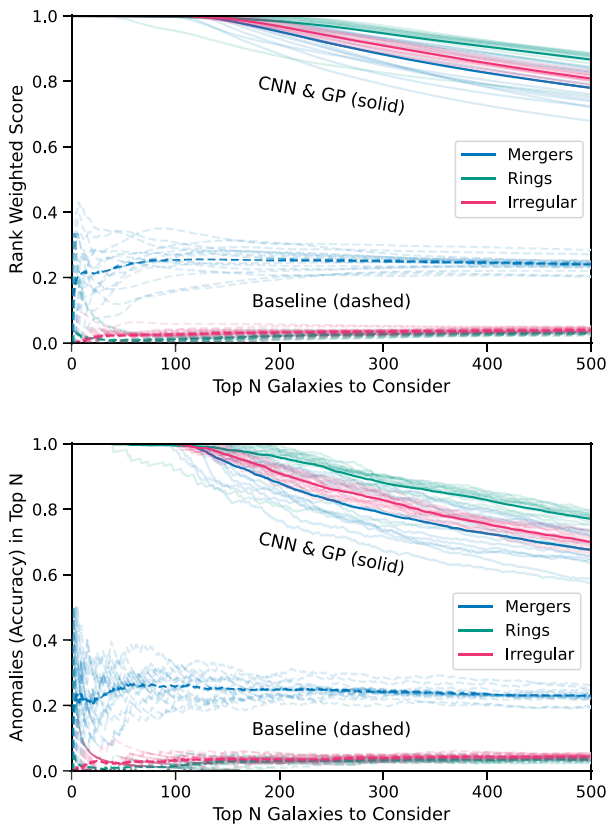 1.0
0.8
0.6
0.4
0.2
0.0
Rank Weighted Score
CNN & GP (solid)
Mergers
Rings
Irregular
Baseline (dashed)
0 100 200 300 400 500
Top N Galaxies to Consider
1.0
0.8
0.6
0.4
0.2
0.0
Anomalies (Accuracy) in Top N
CNN & GP (solid)
Mergers
Rings
Irregular
Baseline (dashed)
0 100 200 300 400 500
Top N Galaxies to Consider